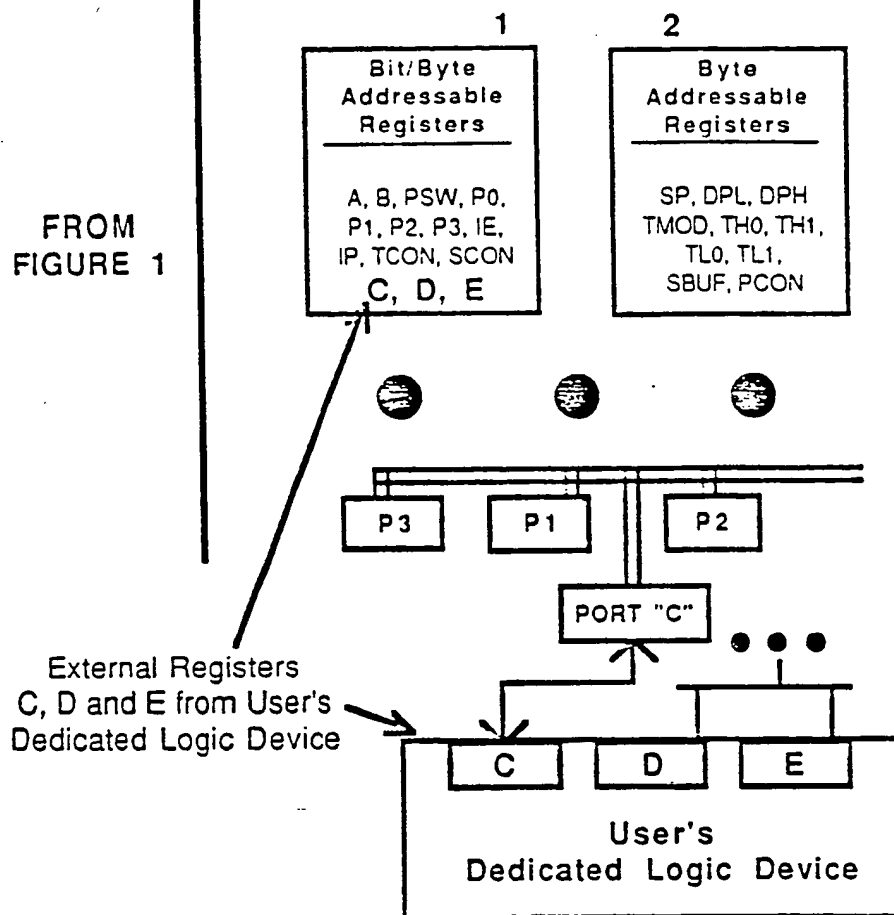 1
2
Bit/Byte
Addressable
Registers
A, B, PSW, P0,
P1, P2, P3, IE,
IP, TCON, SCON
C, D, E
Byte
Addressable
Registers
SP, DPL, DPH
TMOD, TH0, TH1,
TL0, TL1,
SBUF, PCON
FROM
FIGURE 1
P3
P1
P2
PORT "C"
External Registers
C, D and E from User's
Dedicated Logic Device
C
D
E
User's
Dedicated Logic Device